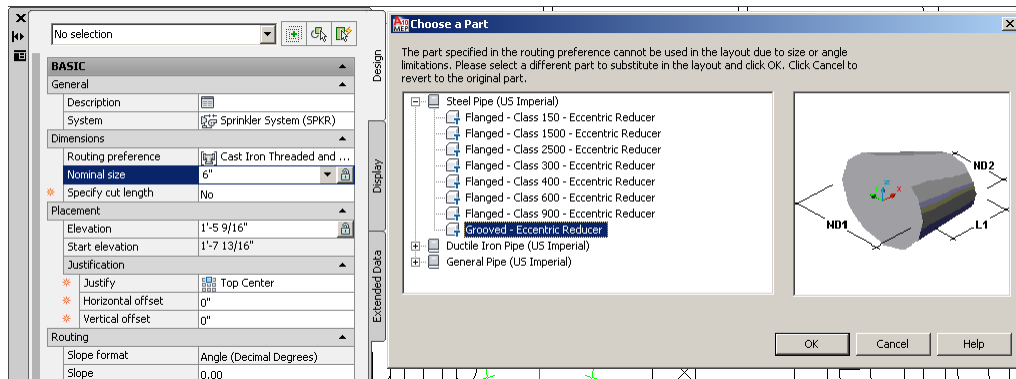 No selection
BASIC
General
Description
System Sprinkler System (SPKR)
Dimensions
Routing preference Cast Iron Threaded and ...
Nominal size 6"
Specify cut length No
Placement
Elevation 1'-5 9/16"
Start elevation 1'-7 13/16"
Justification
Justify Top Center
Horizontal offset 0"
Vertical offset 0"
Routing
Slope format Angle (Decimal Degrees)
Slope 0.00
Design
Display
Extended Data
Choose a Part
The part specified in the routing preference cannot be used in the layout due to size or angle
limitations. Please select a different part to substitute in the layout and click OK. Click Cancel to
revert to the original part.
Steel Pipe (US Imperial)
Flanged - Class 150 - Eccentric Reducer
Flanged - Class 1500 - Eccentric Reducer
Flanged - Class 2500 - Eccentric Reducer
Flanged - Class 300 - Eccentric Reducer
Flanged - Class 400 - Eccentric Reducer
Flanged - Class 600 - Eccentric Reducer
Flanged - Class 900 - Eccentric Reducer
Grooved - Eccentric Reducer
Ductile Iron Pipe (US Imperial)
General Pipe (US Imperial)
ND2
ND1
L1
OK
Cancel
Help